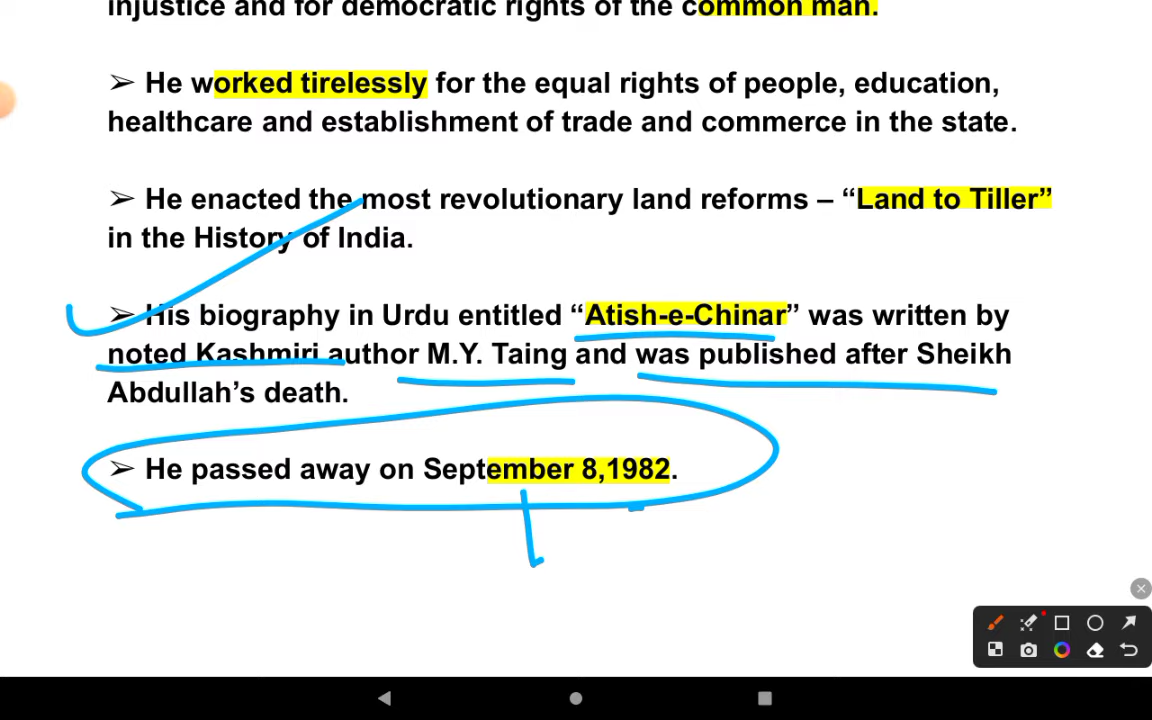 injustice and for democratic rights of the common man.
➢ He worked tirelessly for the equal rights of people, education,
healthcare and establishment of trade and commerce in the state.
➢ He enacted the most revolutionary land reforms – “Land to Tiller”
in the History of India.
➢ His biography in Urdu entitled “Atish-e-Chinar” was written by
noted Kashmiri author M.Y. Taing and was published after Sheikh
Abdullah’s death.
➢ He passed away on September 8,1982.